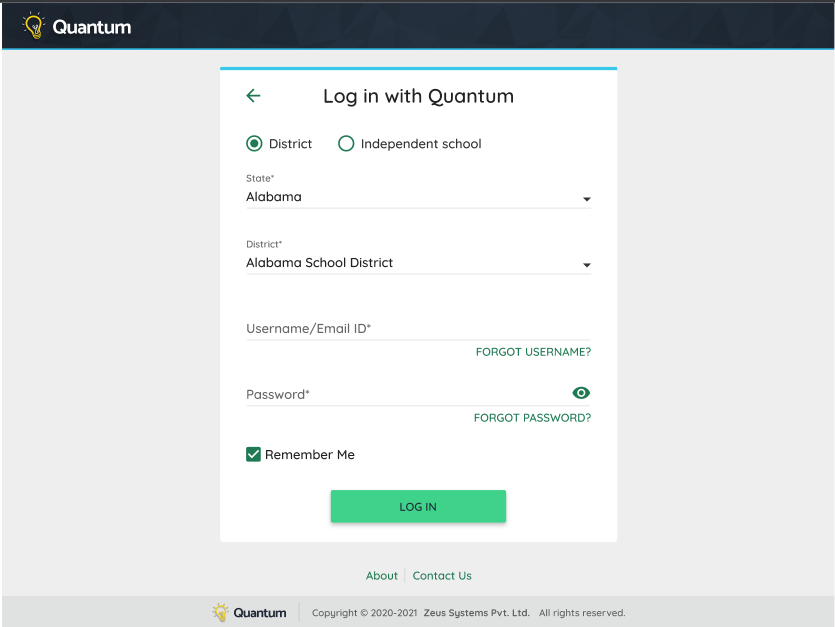 Quantum
Log in with Quantum
District Independent school
State*
Alabama
District*
Alabama School District
Username/Email ID*
FORGOT USERNAME?
Password*
FORGOT PASSWORD?
Remember Me
LOG IN
About Contact Us
Quantum Copyright © 2020-2021 Zeus Systems Pvt. Ltd. All rights reserved.